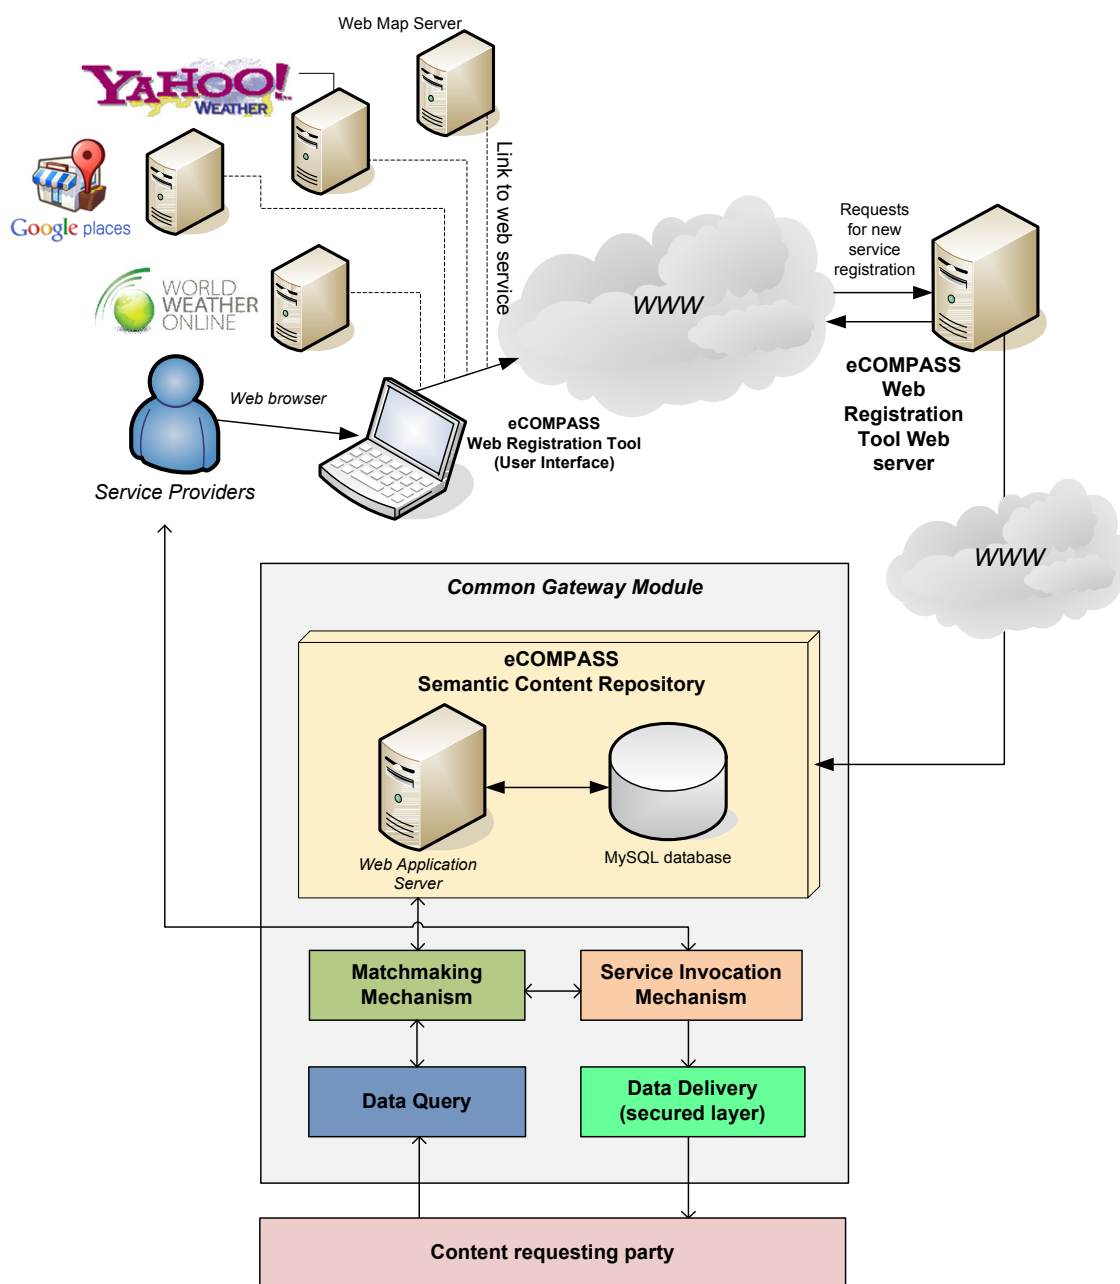 Web Map Server
YAHOO!
WEATHER
Google places
WORLD
WEATHER
ONLINE
Link to web service
WWW
Requests
for new
service
registration
eCOMPASS
Web
Registration
Tool Web
server
Web browser
eCOMPASS
Web Registration Tool
(User Interface)
Service Providers
WWW
Common Gateway Module
eCOMPASS
Semantic Content Repository
Web Application
Server
MySQL database
Matchmaking
Mechanism
Service Invocation
Mechanism
Data Query
Data Delivery
(secured layer)
Content requesting party